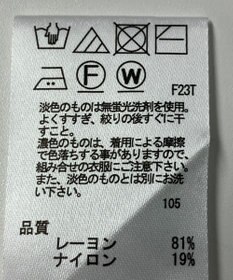 F
W
F23T
淡色のものは無蛍光洗剤を使用。
よくすすぎ、絞りの後すぐに干
すこと。
濃色のものは、着用による摩擦
で色落ちする事がありますので、
組み合せの衣服にご注意下さい。
また、淡色のものとは別にお洗
い下さい。
105
品質
レーヨン 81%
ナイロン 19%